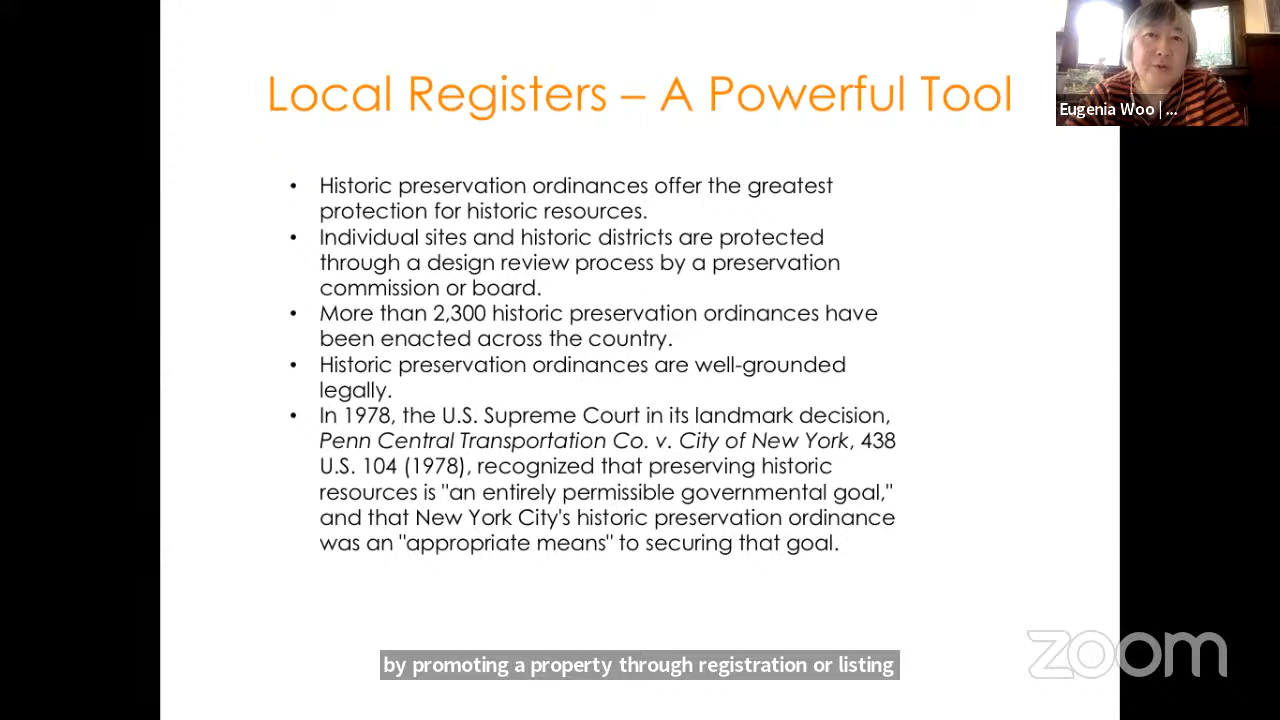 Local Registers – A Powerful Tool
Eugenia Woo | ...
• Historic preservation ordinances offer the greatest
protection for historic resources.
• Individual sites and historic districts are protected
through a design review process by a preservation
commission or board.
• More than 2,300 historic preservation ordinances have
been enacted across the country.
• Historic preservation ordinances are well-grounded
legally.
• In 1978, the U.S. Supreme Court in its landmark decision,
Penn Central Transportation Co. v. City of New York, 438
U.S. 104 (1978), recognized that preserving historic
resources is "an entirely permissible governmental goal,"
and that New York City's historic preservation ordinance
was an "appropriate means" to securing that goal.
by promoting a property through registration or listing
zoom